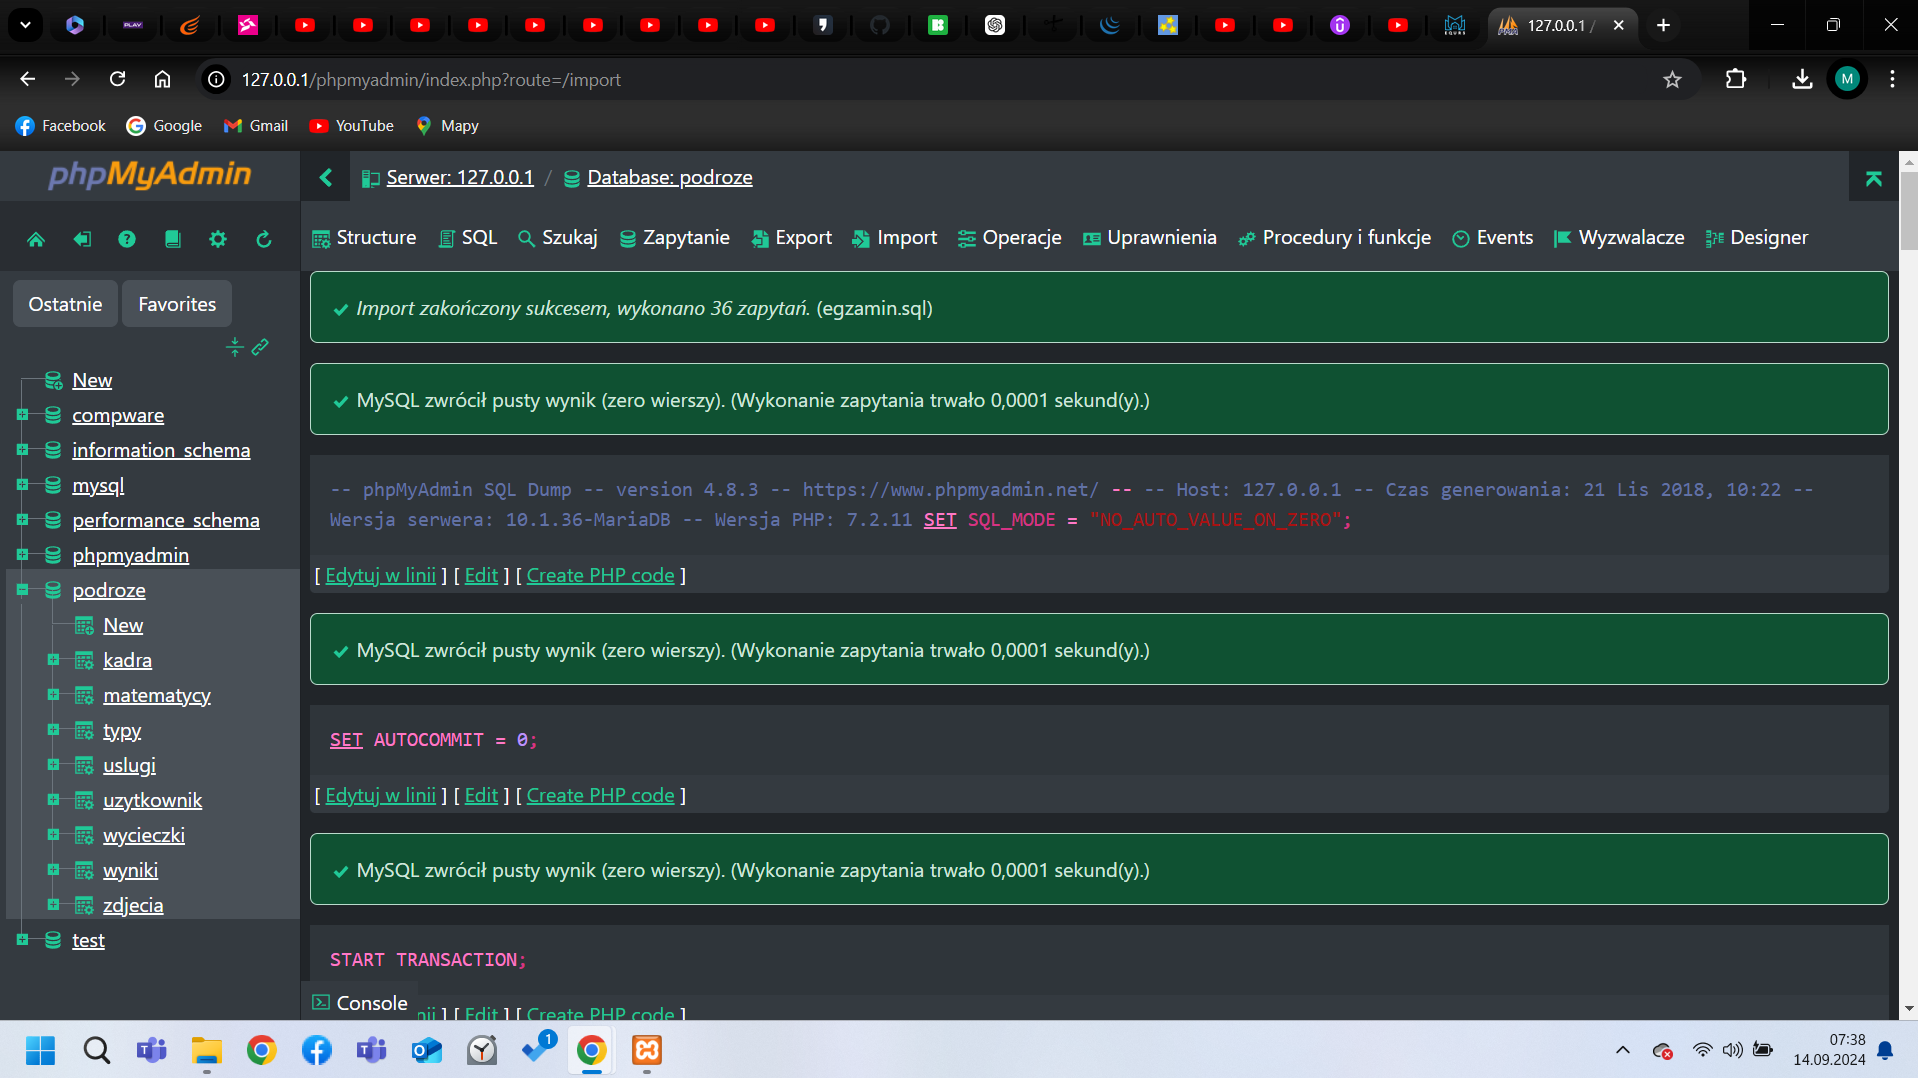 PLAY
127.0.0.1 /
127.0.0.1/phpmyadmin/index.php?route=/import
M
Facebook
Google
Gmail
YouTube
Mapy
phpMyAdmin
Serwer: 127.0.0.1 / Database: podroze
Structure
SQL
Szukaj
Zapytanie
Export
Import
Operacje
Uprawnienia
Procedury i funkcje
Events
Wyzwalacze
Designer
Ostatnie
Favorites
New
compware
information_schema
mysql
performance_schema
phpmyadmin
podroze
New
kadra
matematycy
typy
uslugi
uzytkownik
wycieczki
wyniki
zdjecia
test
Import zakończony sukcesem, wykonano 36 zapytań. (egzamin.sql)
MySQL zwrócił pusty wynik (zero wierszy). (Wykonanie zapytania trwało 0,0001 sekund(y).)
-- phpMyAdmin SQL Dump -- version 4.8.3 -- https://www.phpmyadmin.net/ -- -- Host: 127.0.0.1 -- Czas generowania: 21 Lis 2018, 10:22 --
Wersja serwera: 10.1.36-MariaDB -- Wersja PHP: 7.2.11 SET SQL_MODE = "NO_AUTO_VALUE_ON_ZERO";
[ Edytuj w linii ] [ Edit ] [ Create PHP code ]
MySQL zwrócił pusty wynik (zero wierszy). (Wykonanie zapytania trwało 0,0001 sekund(y).)
SET AUTOCOMMIT = 0;
[ Edytuj w linii ] [ Edit ] [ Create PHP code ]
MySQL zwrócił pusty wynik (zero wierszy). (Wykonanie zapytania trwało 0,0001 sekund(y).)
START TRANSACTION;
Console
nii ] [ Edit ] [ Create PHP code ]
1
07:38
14.09.2024